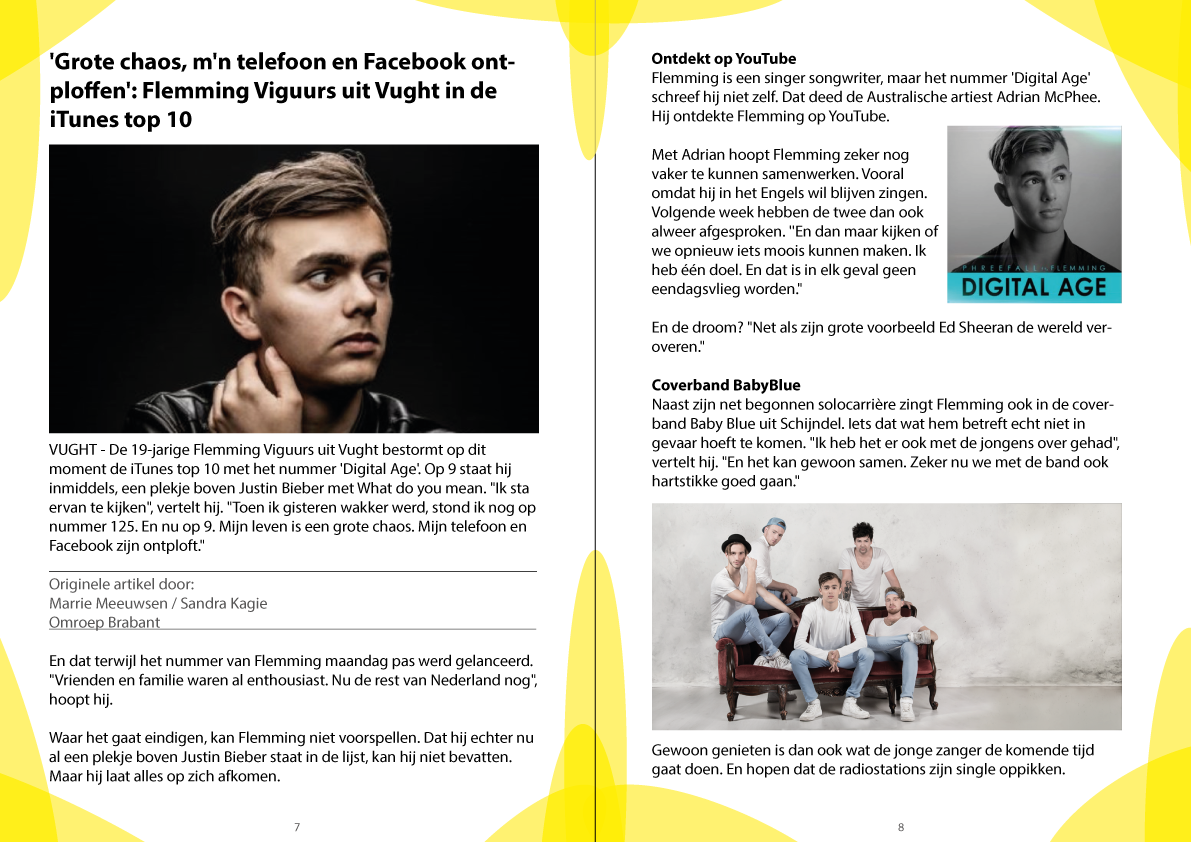 'Grote chaos, m'n telefoon en Facebook ont-
ploffen': Flemming Viguurs uit Vught in de
iTunes top 10
VUGHT - De 19-jarige Flemming Viguurs uit Vught bestormt op dit
moment de iTunes top 10 met het nummer 'Digital Age'. Op 9 staat hij
inmiddels, een plekje boven Justin Bieber met What do you mean. "Ik sta
ervan te kijken", vertelt hij. "Toen ik gisteren wakker werd, stond ik nog op
nummer 125. En nu op 9. Mijn leven is een grote chaos. Mijn telefoon en
Facebook zijn ontploft."
Originele artikel door:
Marrie Meeuwsen / Sandra Kagie
Omroep Brabant
En dat terwijl het nummer van Flemming maandag pas werd gelanceerd.
"Vrienden en familie waren al enthousiast. Nu de rest van Nederland nog",
hoopt hij.
Waar het gaat eindigen, kan Flemming niet voorspellen. Dat hij echter nu
al een plekje boven Justin Bieber staat in de lijst, kan hij niet bevatten.
Maar hij laat alles op zich afkomen.
7
Ontdekt op YouTube
Flemming is een singer songwriter, maar het nummer 'Digital Age'
schreef hij niet zelf. Dat deed de Australische artiest Adrian McPhee.
Hij ontdekte Flemming op YouTube.
Met Adrian hoopt Flemming zeker nog
vaker te kunnen samenwerken. Vooral
omdat hij in het Engels wil blijven zingen.
Volgende week hebben de twee dan ook
alweer afgesproken. "En dan maar kijken of
we opnieuw iets moois kunnen maken. Ik
heb één doel. En dat is in elk geval geen
eendagsvlieg worden."
PHREEFALL FLEMMING
DIGITAL AGE
En de droom? "Net als zijn grote voorbeeld Ed Sheeran de wereld ver-
overen."
Coverband BabyBlue
Naast zijn net begonnen solocarrière zingt Flemming ook in de cover-
band Baby Blue uit Schijndel. Iets dat wat hem betreft echt niet in
gevaar hoeft te komen. "Ik heb het er ook met de jongens over gehad",
vertelt hij. "En het kan gewoon samen. Zeker nu we met de band ook
hartstikke goed gaan."
Gewoon genieten is dan ook wat de jonge zanger de komende tijd
gaat doen. En hopen dat de radiostations zijn single oppikken.
8